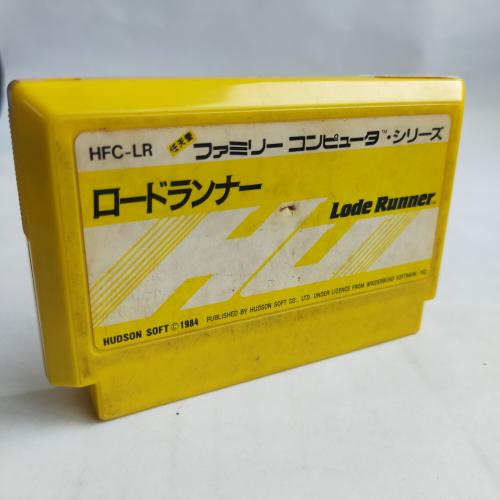 HFC-LR 任天堂 ファミリー コンピュータ™・シリーズ
ロードランナー
Lode Runner™
HUDSON SOFT © 1984 PUBLISHED BY HUDSON SOFT CO., LTD. UNDER LICENCE FROM BRODERBUND SOFTWARE, INC.